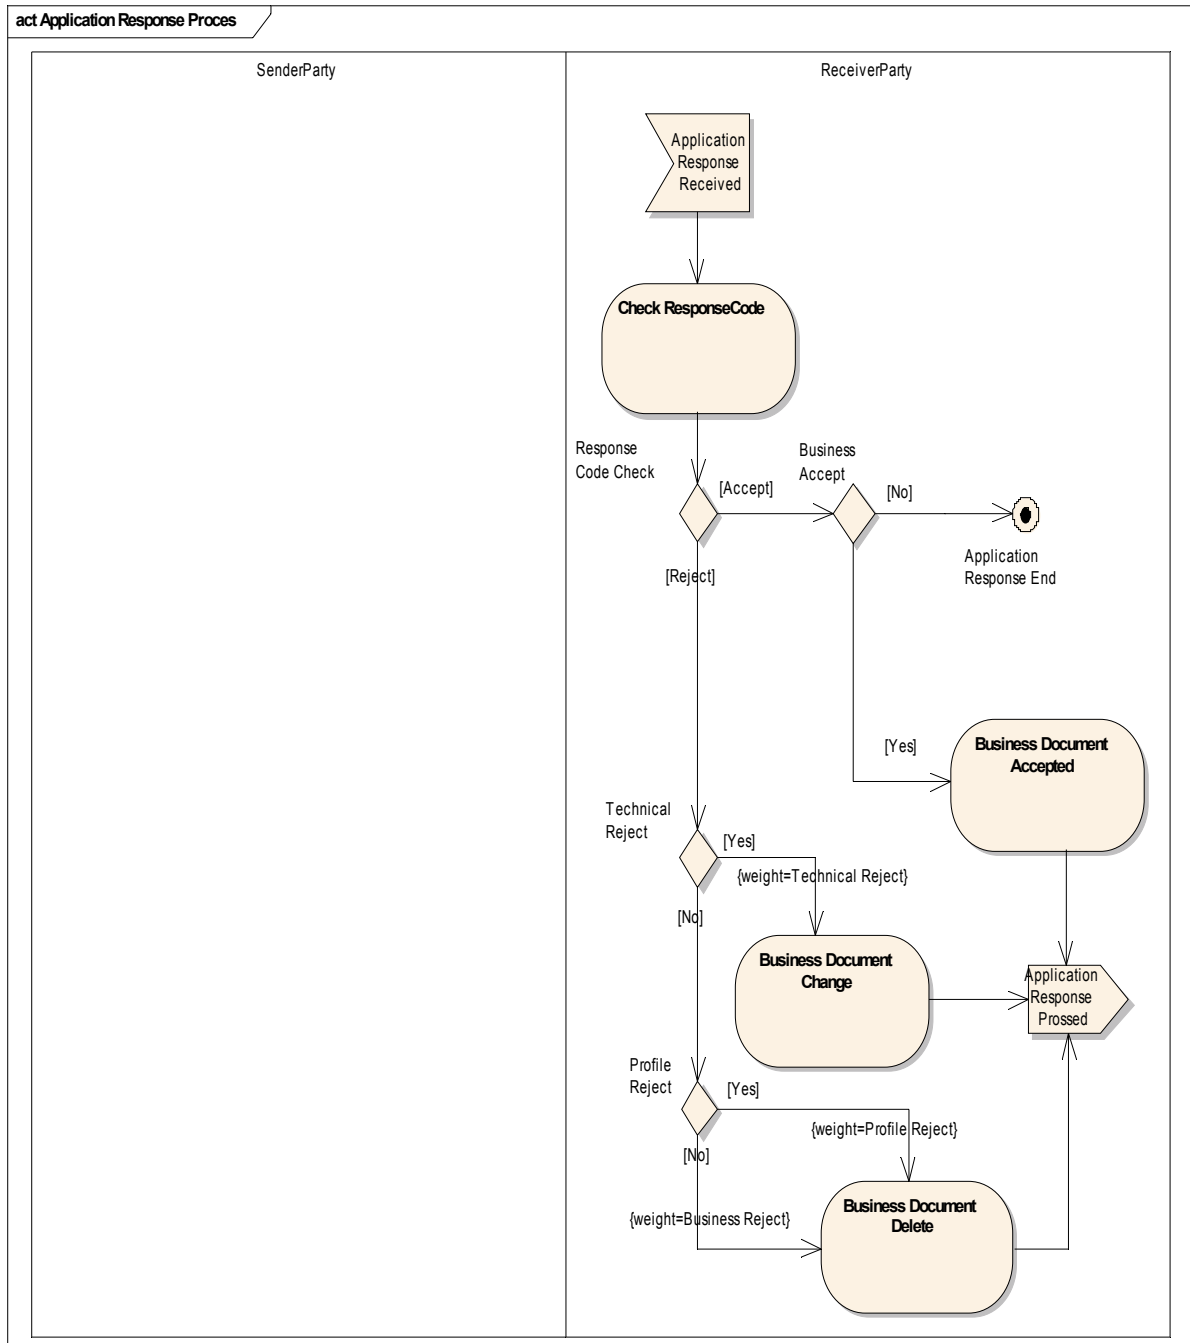 act Application Response Proces
SenderParty
ReceiverParty
Application
Response
Received
Check ResponseCode
Response
Code Check
Business
Accept
[Accept]
[No]
Application
Response End
[Reject]
[Yes]
Business Document
Accepted
Technical
Reject
[Yes]
{weight=Technical Reject}
[No]
Business Document
Change
Application
Response
Prossed
Profile
Reject
[Yes]
{weight=Profile Reject}
[No]
{weight=Business Reject}
Business Document
Delete